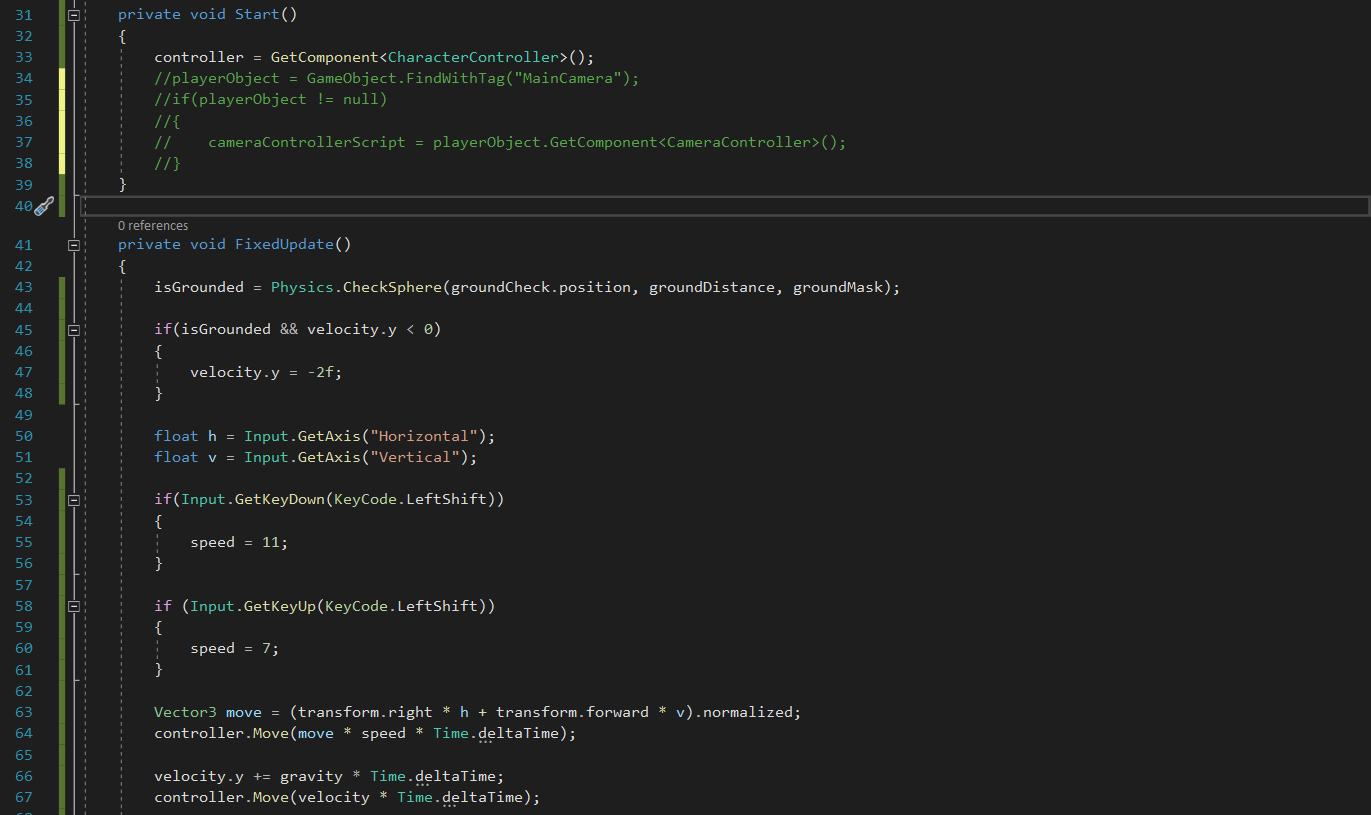 31 private void Start()
32 {
33 controller = GetComponent<CharacterController>();
34 //playerObject = GameObject.FindWithTag("MainCamera");
35 //if(playerObject != null)
36 //{
37 //    cameraControllerScript = playerObject.GetComponent<CameraController>();
38 //}
39 }
40
0 references
41 private void FixedUpdate()
42 {
43 isGrounded = Physics.CheckSphere(groundCheck.position, groundDistance, groundMask);
44
45 if(isGrounded && velocity.y < 0)
46 {
47 velocity.y = -2f;
48 }
49
50 float h = Input.GetAxis("Horizontal");
51 float v = Input.GetAxis("Vertical");
52
53 if(Input.GetKeyDown(KeyCode.LeftShift))
54 {
55 speed = 11;
56 }
57
58 if (Input.GetKeyUp(KeyCode.LeftShift))
59 {
60 speed = 7;
61 }
62
63 Vector3 move = (transform.right * h + transform.forward * v).normalized;
64 controller.Move(move * speed * Time.deltaTime);
65
66 velocity.y += gravity * Time.deltaTime;
67 controller.Move(velocity * Time.deltaTime);